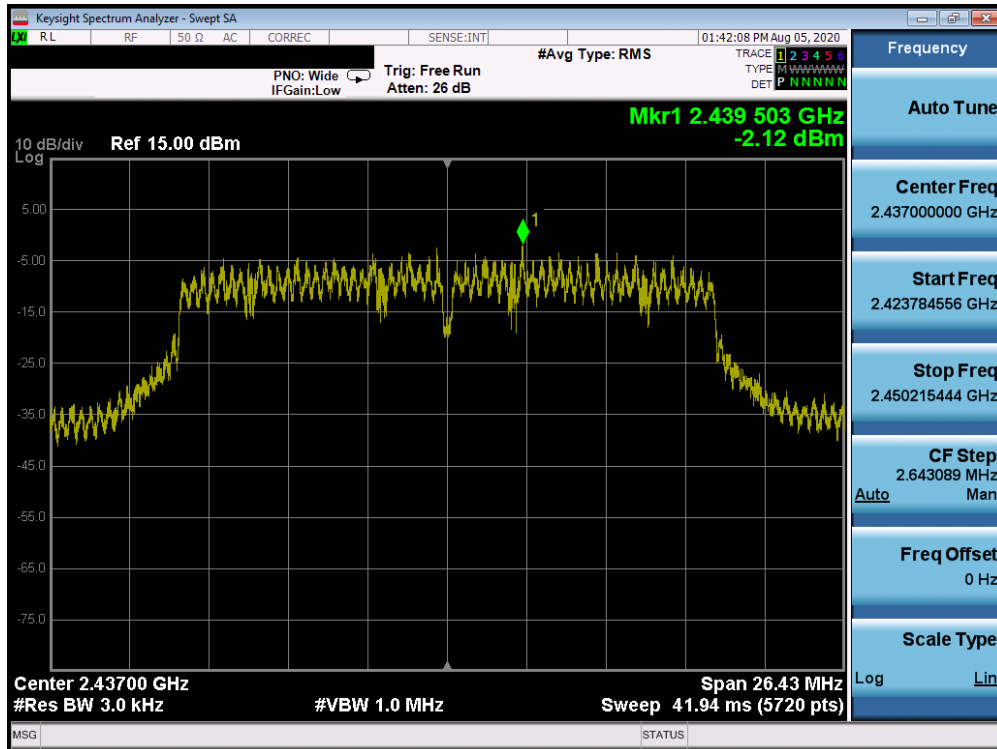 Keysight Spectrum Analyzer - Swept SA
LXI RL RF 50 Ω AC CORREC SENSE:INT 01:42:08 PM Aug 05, 2020
#Avg Type: RMS TRACE 1 2 3 4 5 6
PNO: Wide Trig: Free Run TYPE M WWWWW
IFGain:Low Atten: 26 dB DET P N N N N N
Mkr1 2.439 503 GHz
-2.12 dBm
10 dB/div Ref 15.00 dBm
Log
1
5.00
-5.00
-15.0
-25.0
-35.0
-45.0
-55.0
-65.0
-75.0
Center 2.43700 GHz Span 26.43 MHz
#Res BW 3.0 kHz #VBW 1.0 MHz Sweep 41.94 ms (5720 pts)
MSG STATUS
Frequency
Auto Tune
Center Freq
2.437000000 GHz
Start Freq
2.423784556 GHz
Stop Freq
2.450215444 GHz
CF Step
2.643089 MHz
Auto Man
Freq Offset
0 Hz
Scale Type
Log Lin